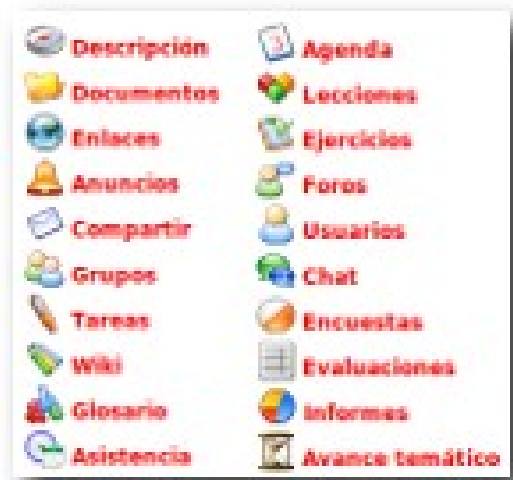 Descripción
Agenda
Documentos
Lecciones
Enlaces
Ejercicios
Anuncios
Foros
Compartir
Usuarios
Grupos
Chat
Tareas
Encuestas
Wiki
Evaluaciones
Glosario
Informes
Asistencia
Avance temático